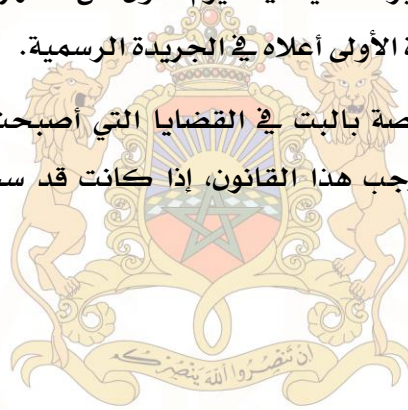 ة الأولى أعلاه في الجريدة الرسمية.
صة بالبت في القضايا التي أصبحت
جب هذا القانون، إذا كانت قد س
إن تنصروا الله ينصركم